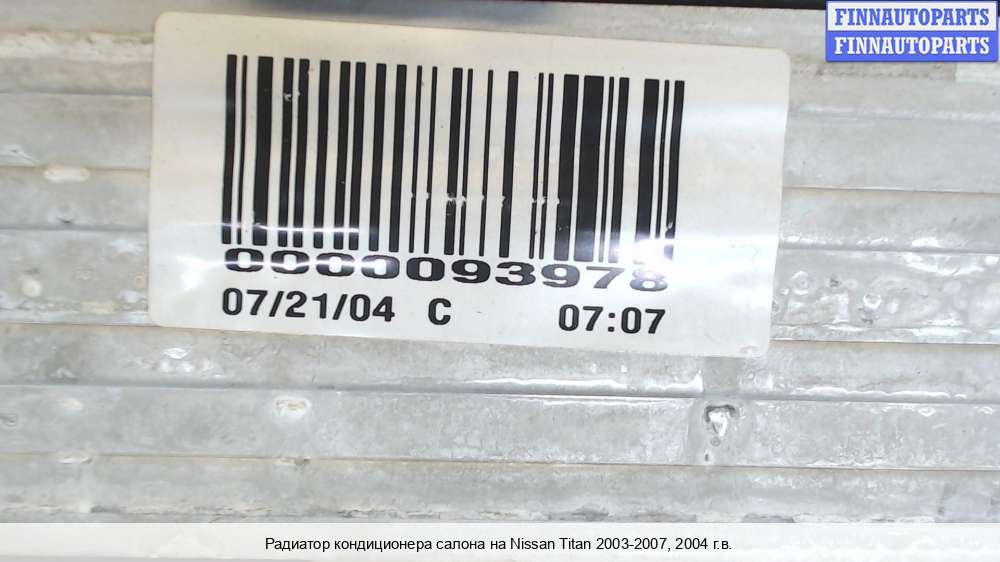 FINNAUTOPARTS
FINNAUTOPARTS
0000093978
07/21/04 C 07:07
Радиатор кондиционера салона на Nissan Titan 2003-2007, 2004 г.в.